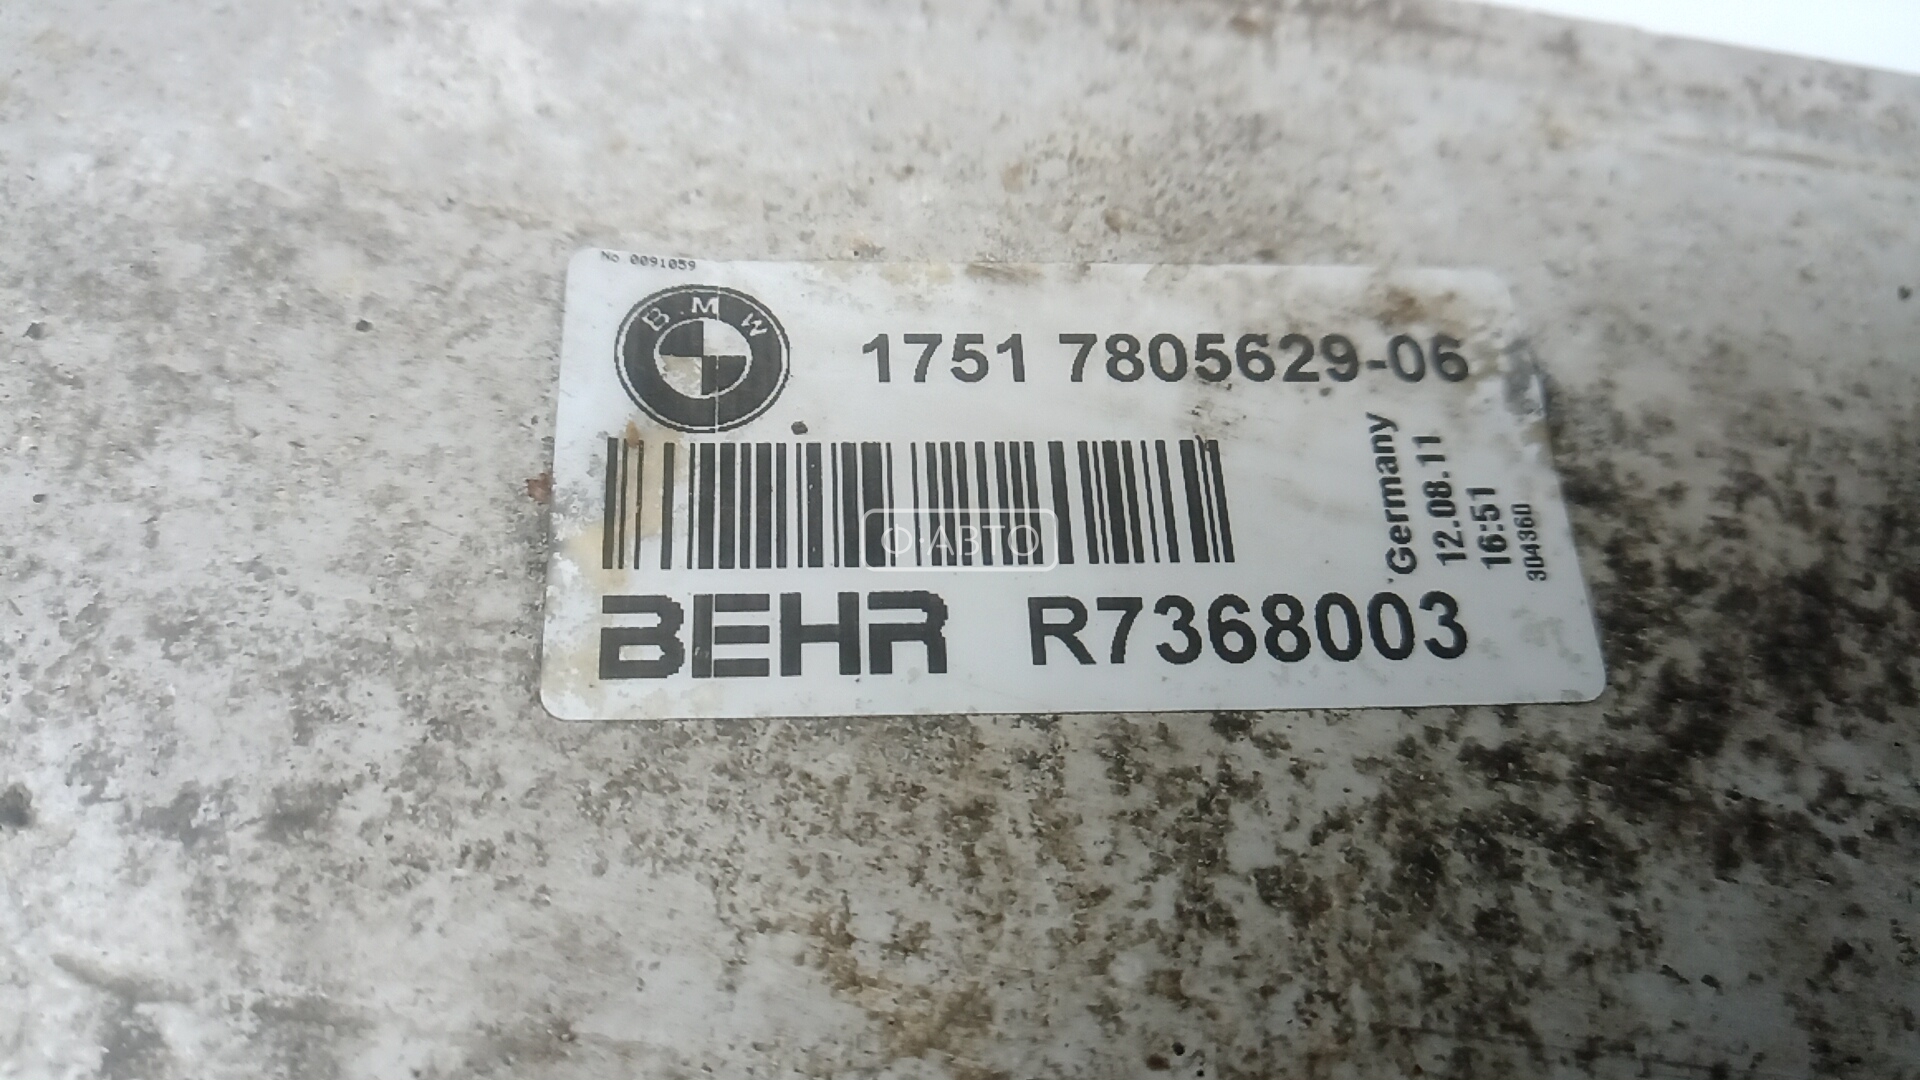 No 0091059
BMW
1751 7805629-06
Germany
12.08.11
16:51
304360
Ф·АВТО
BEHR R7368003